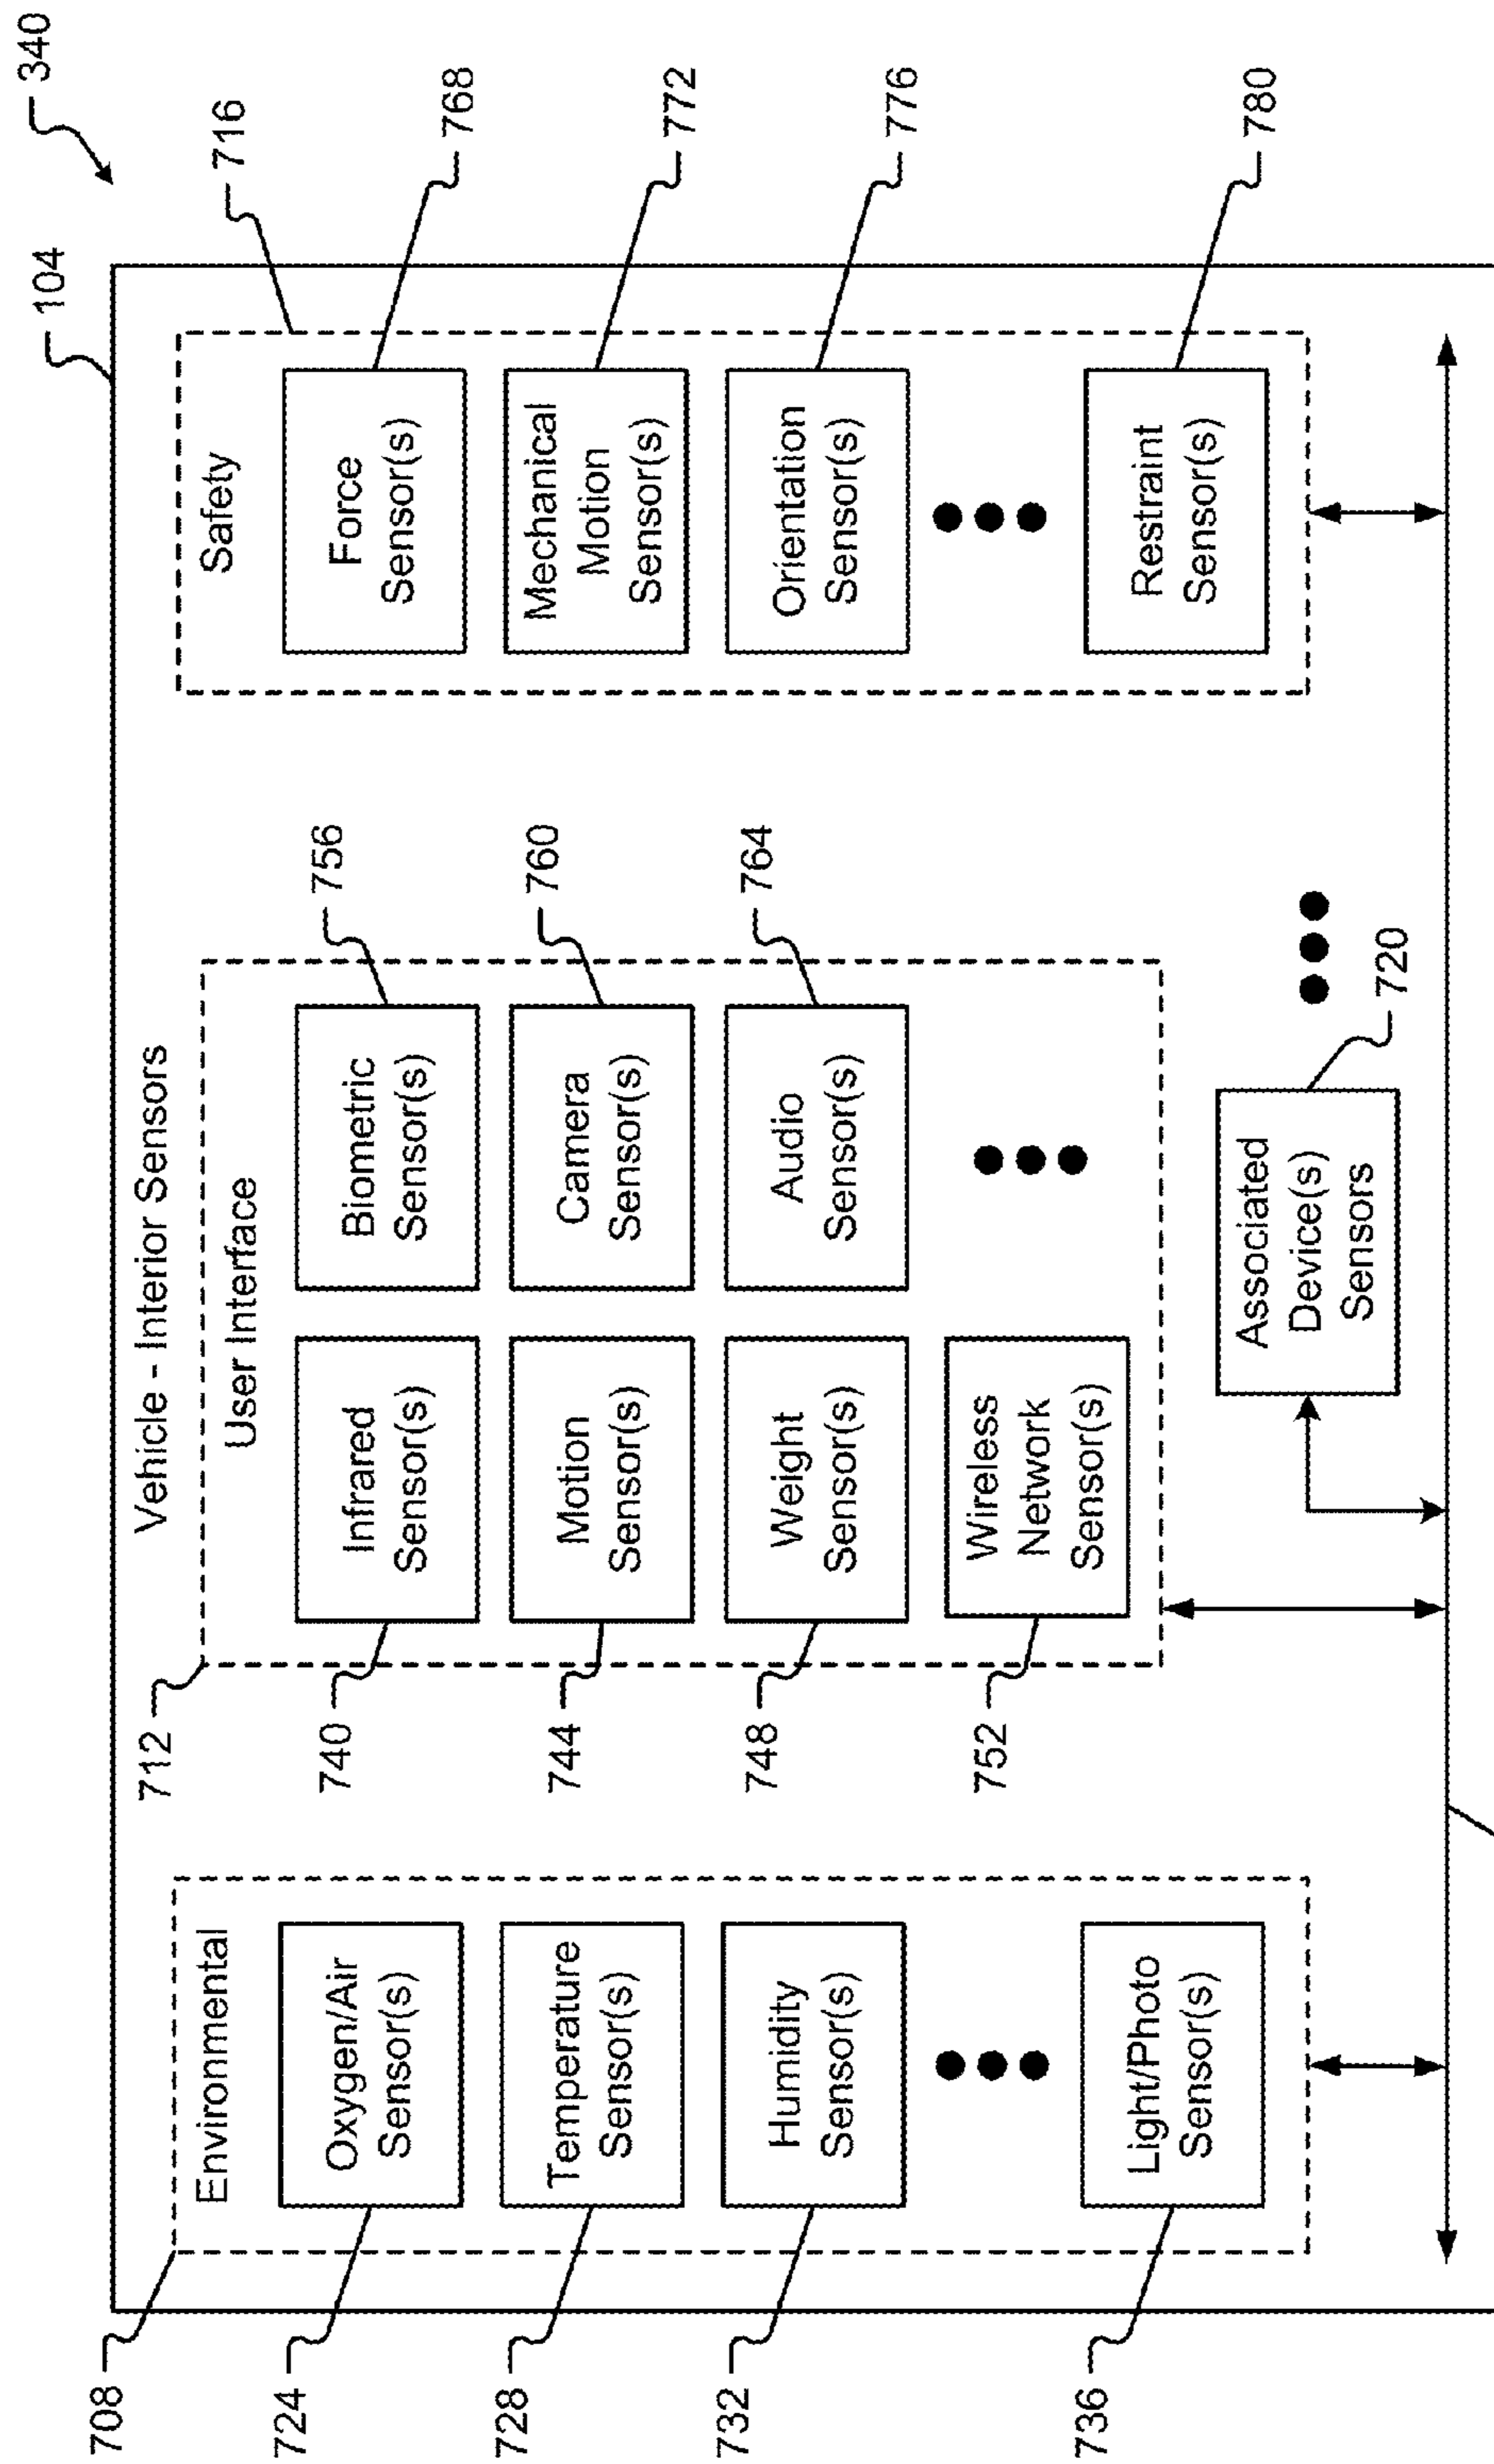 340
104
Vehicle - Interior Sensors
708
Environmental
724
Oxygen/Air
Sensor(s)
728
Temperature
Sensor(s)
732
Humidity
Sensor(s)
736
Light/Photo
Sensor(s)
712
User Interface
740
Infrared
Sensor(s)
744
Motion
Sensor(s)
748
Weight
Sensor(s)
752
Wireless
Network
Sensor(s)
Biometric
Sensor(s)
756
Camera
Sensor(s)
760
Audio
Sensor(s)
764
Associated
Device(s)
Sensors
720
716
Safety
Force
Sensor(s)
768
Mechanical
Motion
Sensor(s)
772
Orientation
Sensor(s)
776
Restraint
Sensor(s)
780